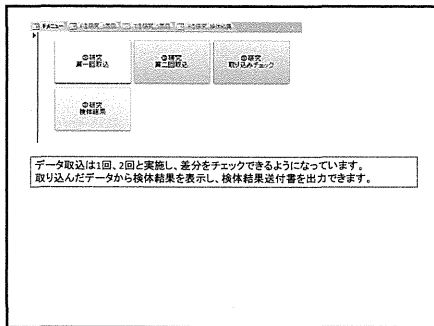 メニュー
◎研究
第一回取込
◎研究
第二回取込
◎研究
取り込みチェック
◎研究
検体結果
データ取込は1回、2回と実施し、差分をチェックできるようになっています。
取り込んだデータから検体結果を表示し、検体結果送付書を出力できます。